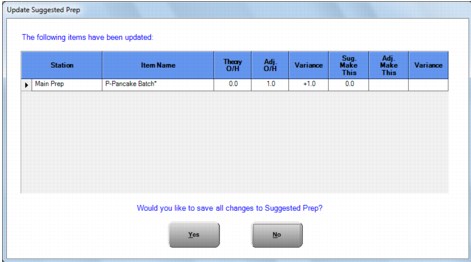 Update Suggested Prep
The following items have been updated:
Station Item Name Theory O/H Adj. O/H Variance Sug. Make This Adj. Make This Variance
Main Prep P-Pancake Batch* 0.0 1.0 +1.0 0.0
Would you like to save all changes to Suggested Prep?
Yes No